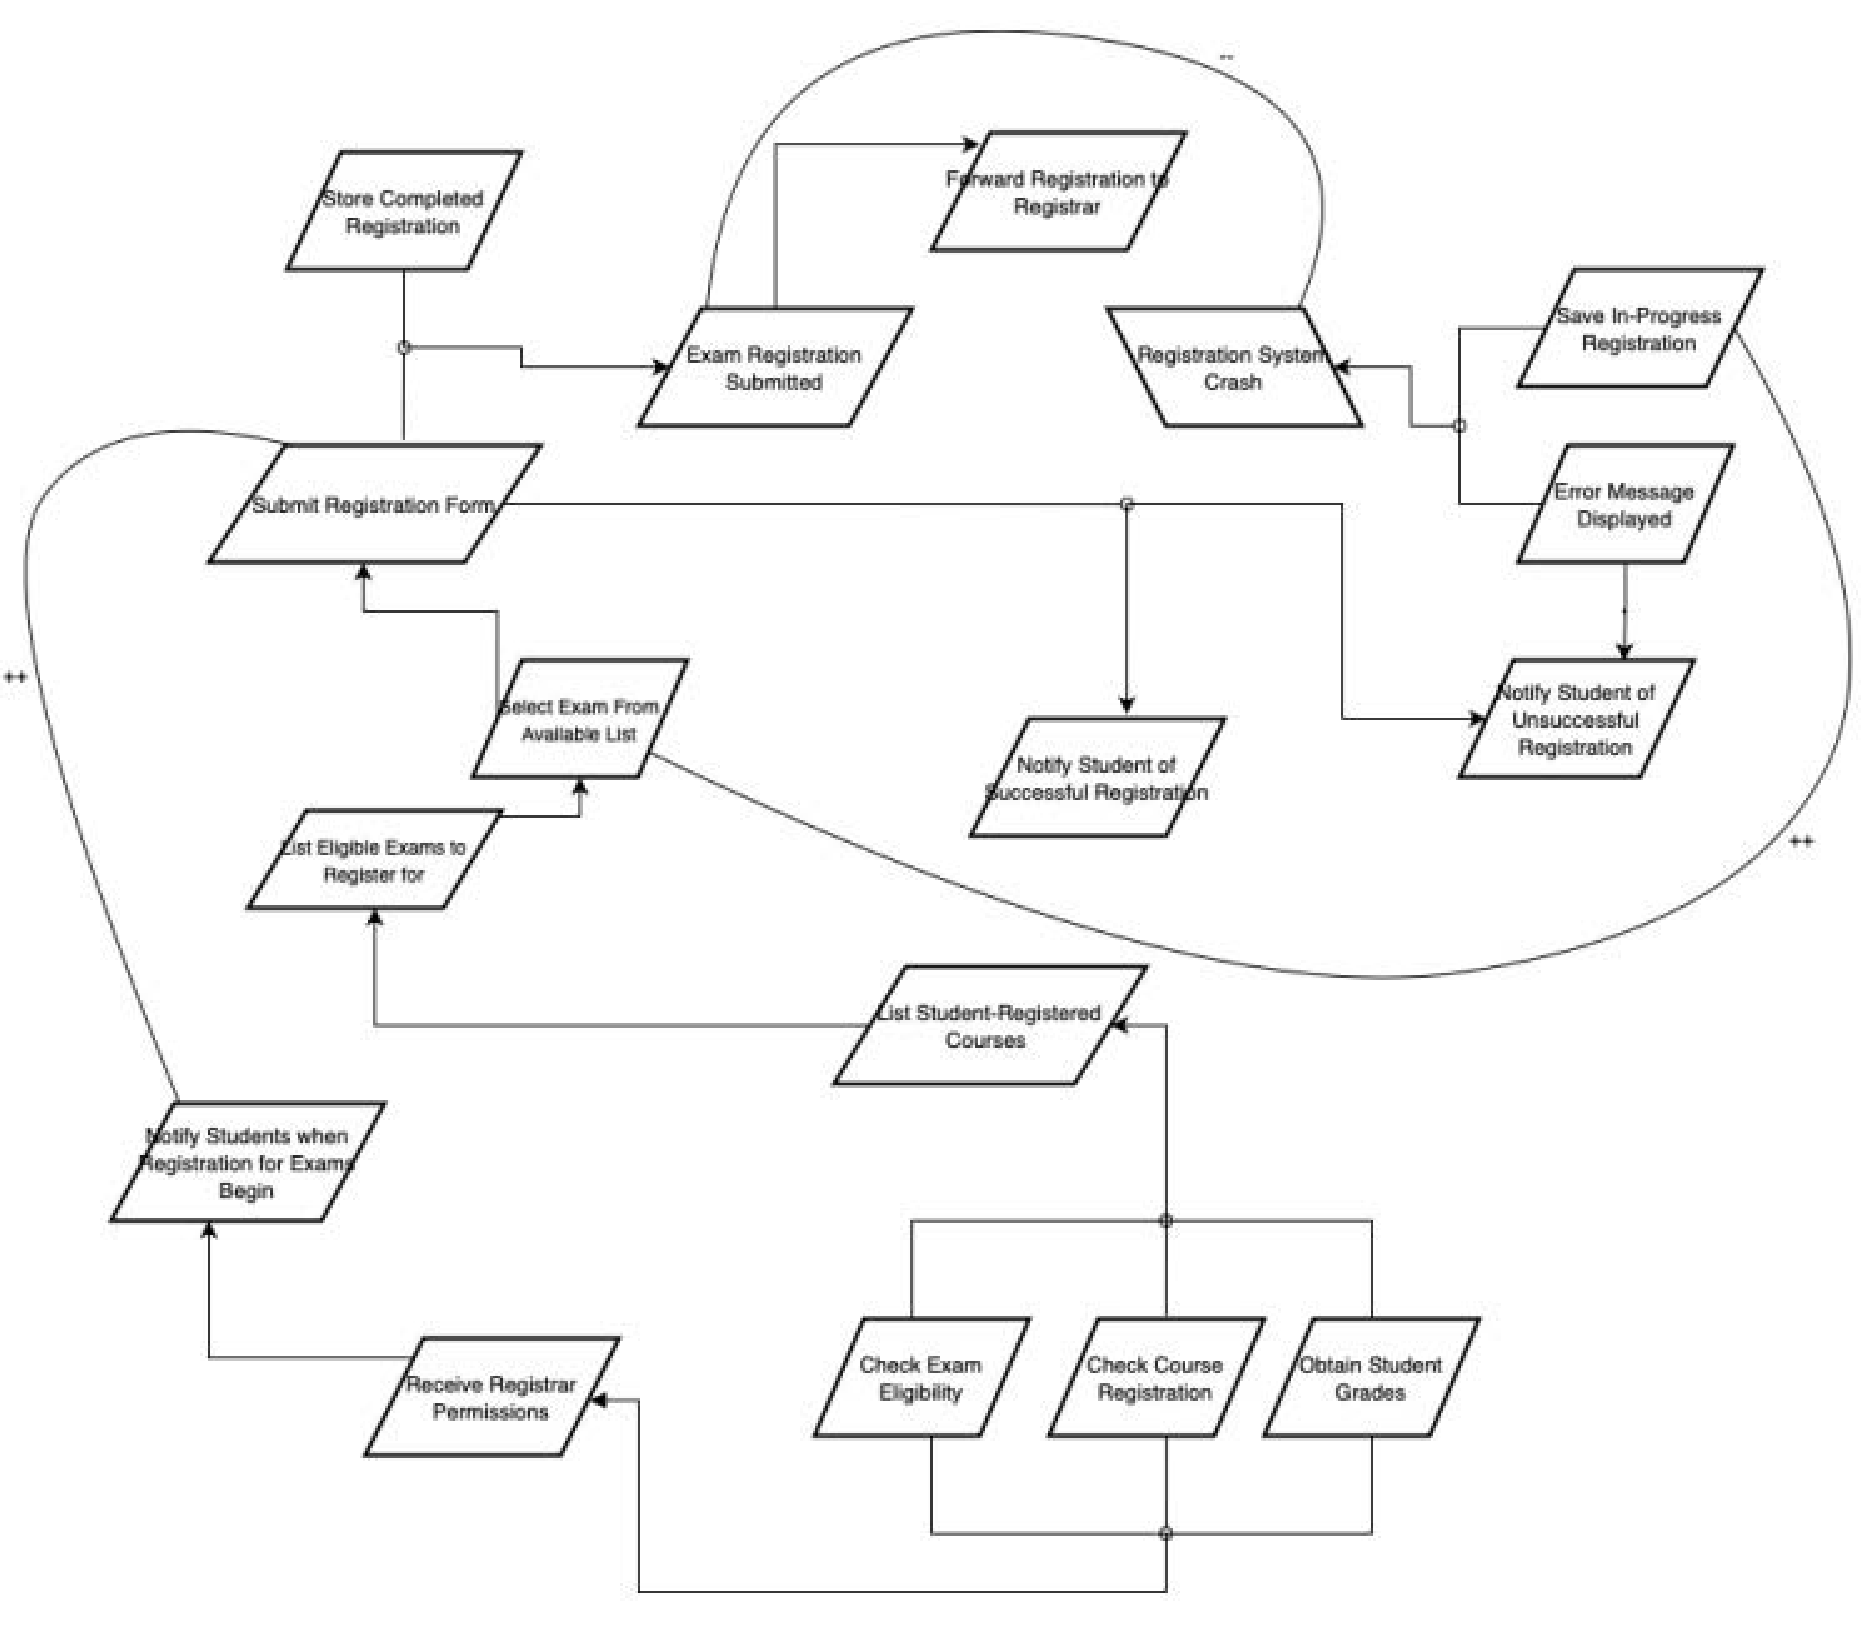 --
Forward Registration to
Registrar
Store Completed
Registration
Save In-Progress
Registration
Exam Registration
Submitted
Registration System
Crash
Error Message
Displayed
Submit Registration Form
++
Select Exam From
Available List
Notify Student of
Unsuccessful
Registration
Notify Student of
Successful Registration
++
List Eligible Exams to
Register for
List Student-Registered
Courses
Notify Students when
Registration for Exams
Begin
Receive Registrar
Permissions
Check Exam
Eligibility
Check Course
Registration
Obtain Student
Grades